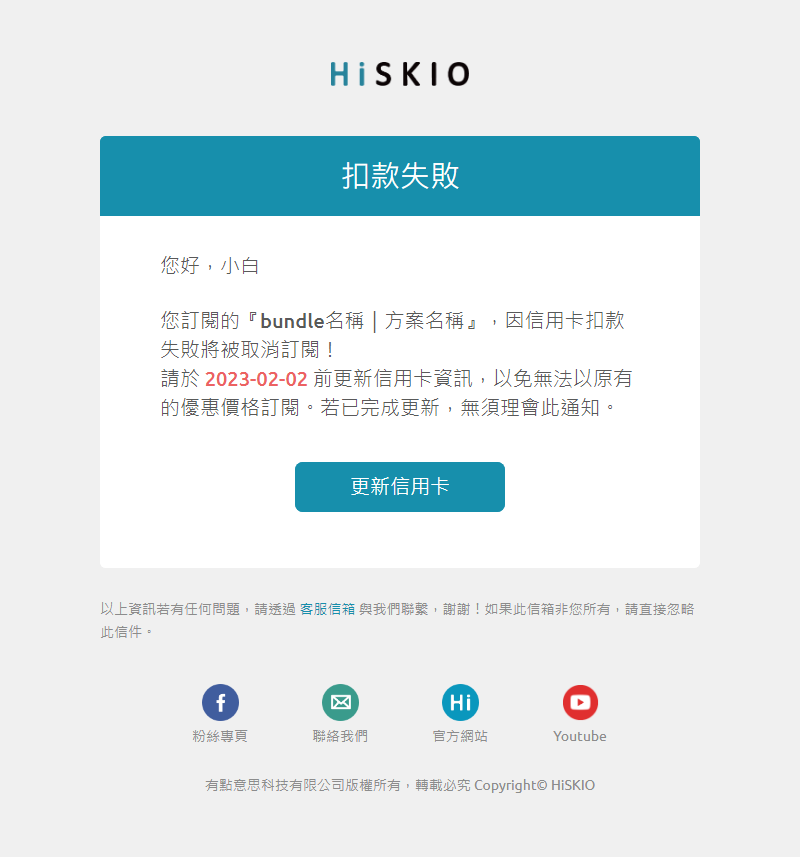 HiSKIO
扣款失敗
您好，小白
您訂閱的『bundle名稱｜方案名稱』，因信用卡扣款
失敗將被取消訂閱！
請於 2023-02-02 前更新信用卡資訊，以免無法以原有
的優惠價格訂閱。若已完成更新，無須理會此通知。
更新信用卡
以上資訊若有任何問題，請透過 客服信箱 與我們聯繫，謝謝！如果此信箱非您所有，請直接忽略
此信件。
f Hi
粉絲專頁 聯絡我們 官方網站 Youtube
有點意思科技有限公司版權所有，轉載必究 Copyright© HiSKIO